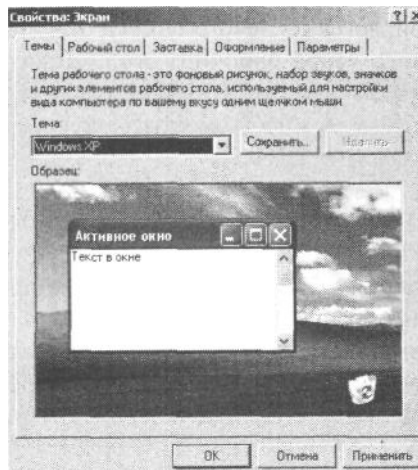 Свойства: Экран
Темы Рабочий стол Заставка Оформление Параметры
Тема рабочего стола - это фоновый рисунок, набор звуков, значков
и других элементов рабочего стола, используемый для настройки
вида компьютера по вашему вкусу одним щелчком мыши
Тема:
Windows XP Сохранить... Удалить
Образец:
Активное окно
Текст в окне
OK Отмена Применить